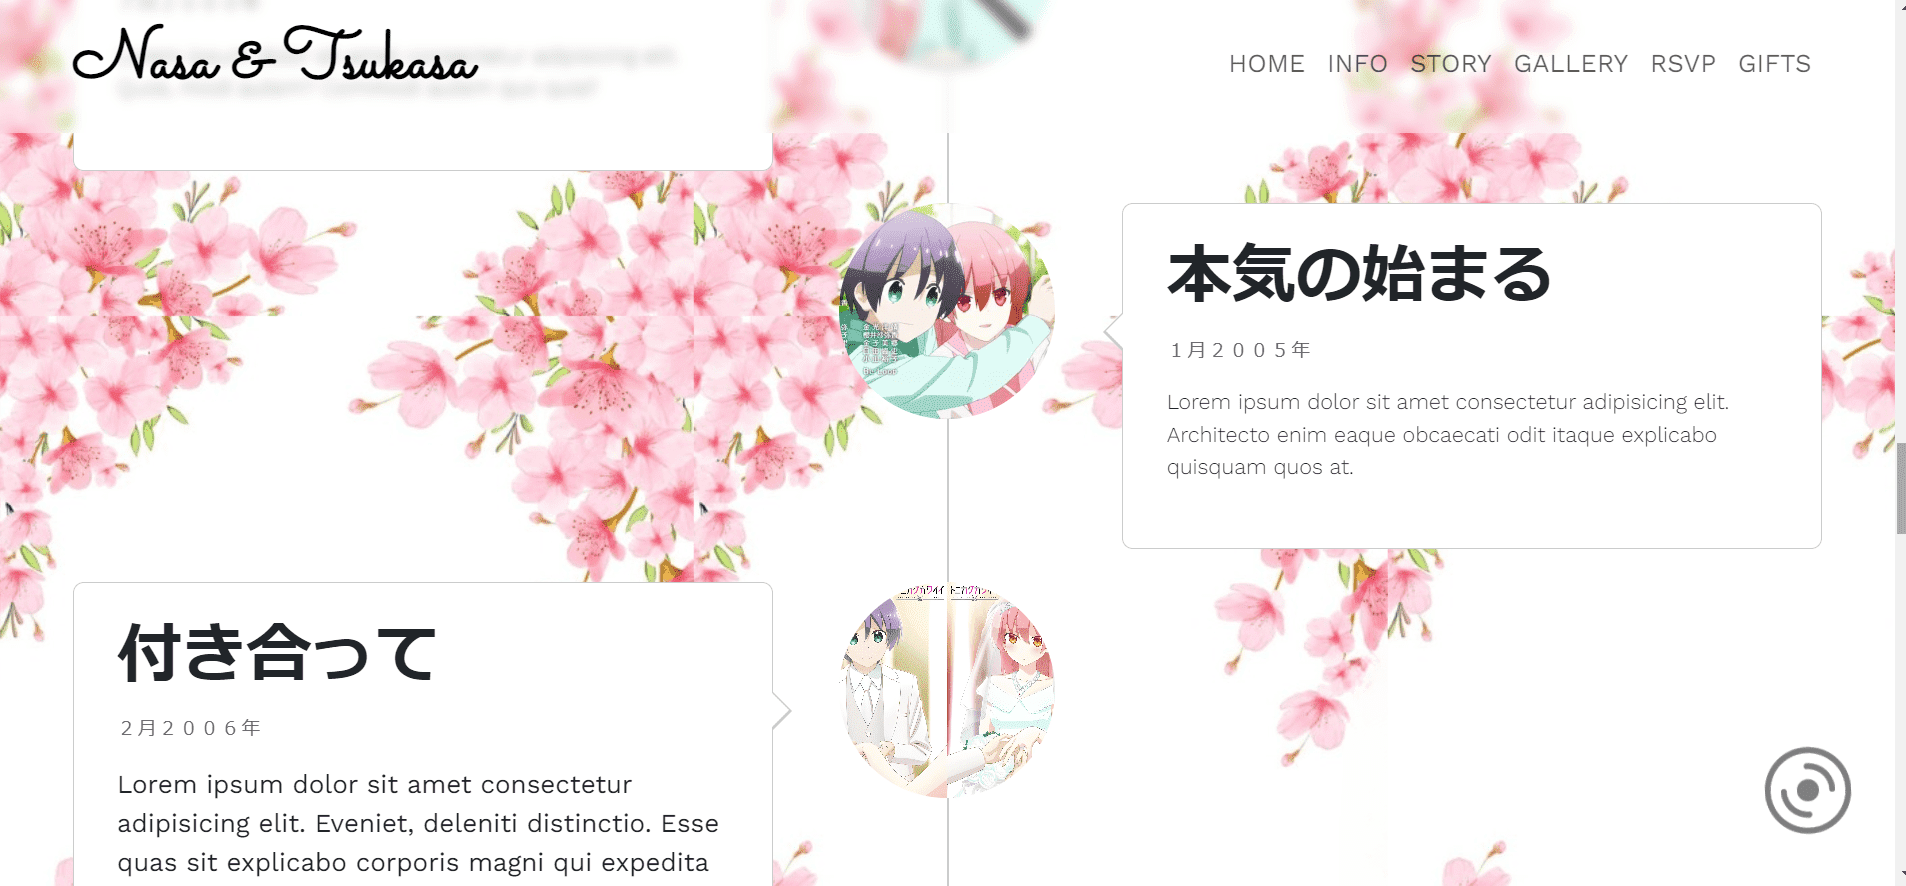 Nasa & Tsukasa
HOME INFO STORY GALLERY RSVP GIFTS
本気の始まる
1月2005年
Lorem ipsum dolor sit amet consectetur adipisicing elit.
Architecto enim eaque obcaecati odit itaque explicabo
quisquam quos at.
付き合って
2月2006年
Lorem ipsum dolor sit amet consectetur
adipisicing elit. Eveniet, deleniti distinctio. Esse
quas sit explicabo corporis magni qui expedita